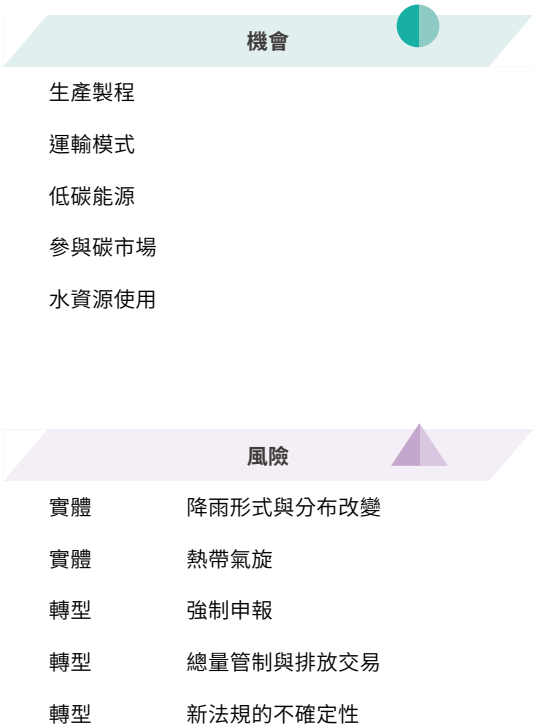 機會
生產製程
運輸模式
低碳能源
參與碳市場
水資源使用
風險
實體 降雨形式與分布改變
實體 熱帶氣旋
轉型 強制申報
轉型 總量管制與排放交易
轉型 新法規的不確定性